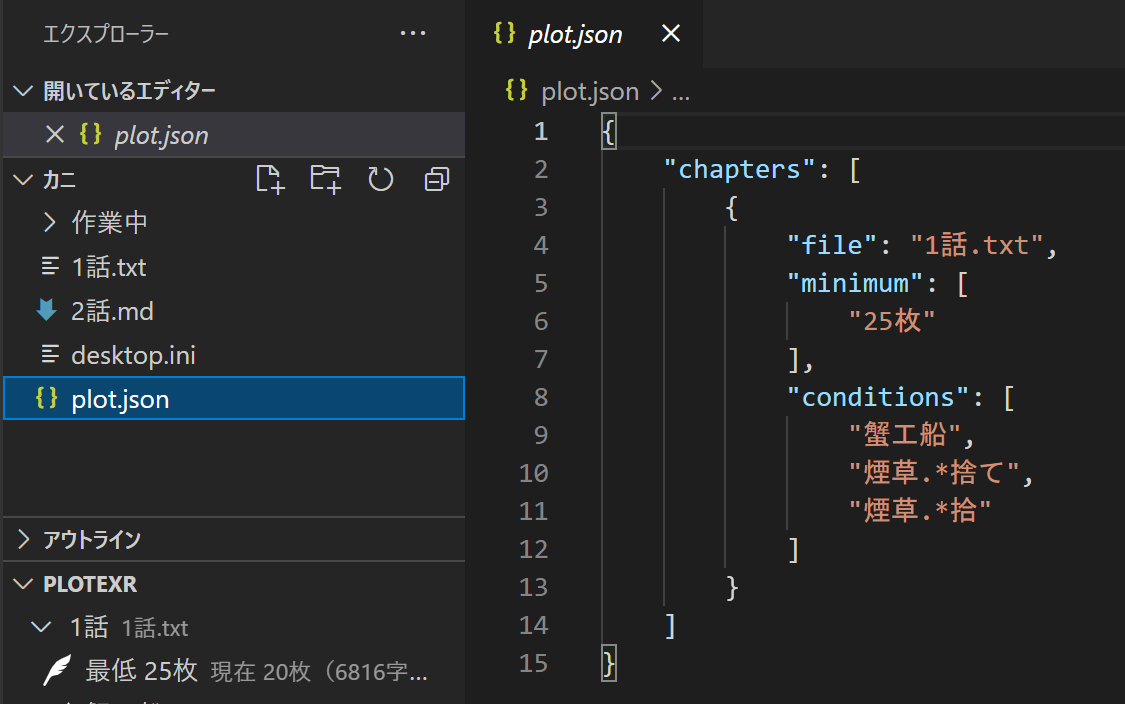 エクスプローラー ...
開いているエディター
plot.json
カニ
作業中
1話.txt
2話.md
desktop.ini
plot.json
アウトライン
PLOTEXR
1話 1話.txt
最低 25枚 現在 20枚（6816字...
{} plot.json
{} plot.json > ...
1 {
2 "chapters": [
3 {
4 "file": "1話.txt",
5 "minimum": [
6 "25枚"
7 ],
8 "conditions": [
9 "蟹工船",
10 "煙草.*捨て",
11 "煙草.*拾"
12 ]
13 }
14 ]
15 }